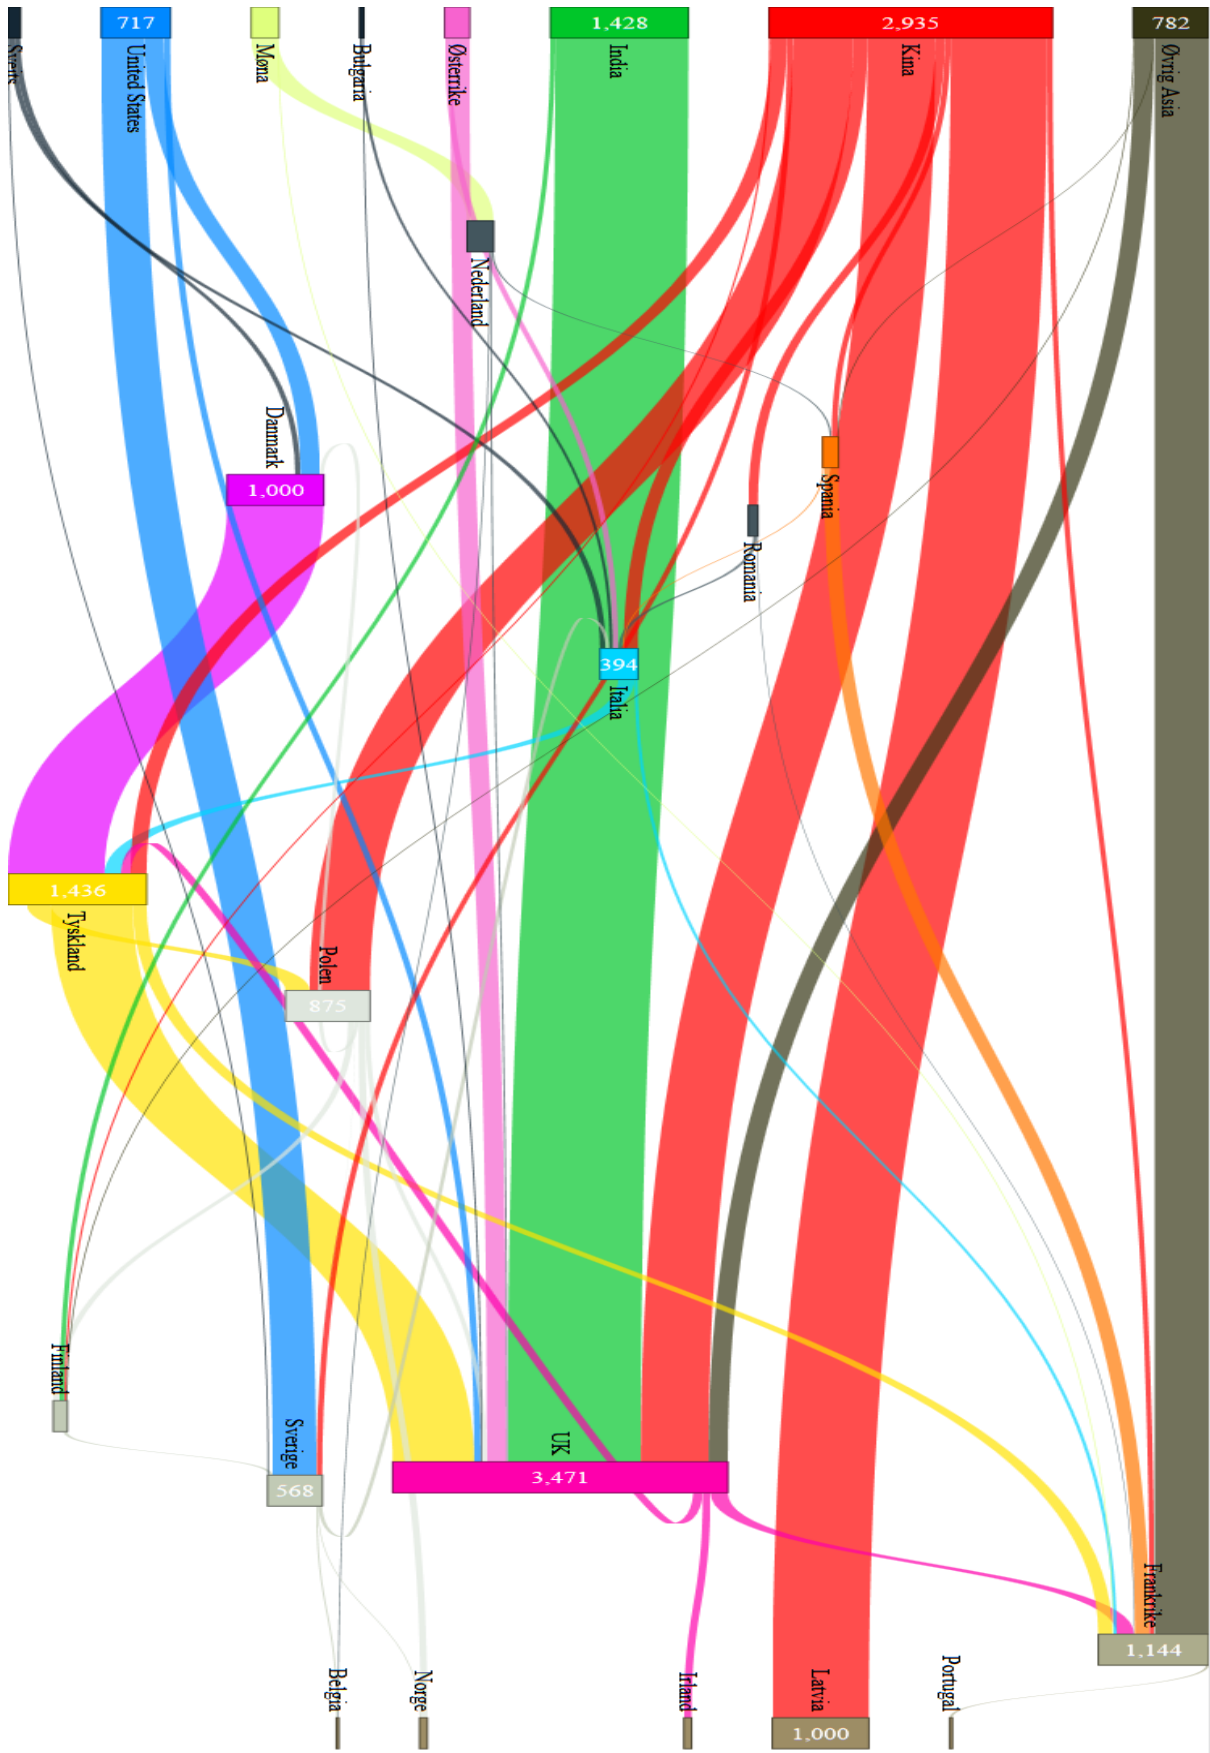 717
1,428
2,935
782
Sveits
United States
Møna
Bulgaria
Østerrike
India
Kina
Øvrig Asia
Nederland
Danmark
1,000
Spania
Romania
394
Italia
1,436
Tyskland
Polen
875
Finland
Sverige
568
UK
3,471
Frankrike
1,144
Belgia
Norge
Irland
Latvia
1,000
Portugal